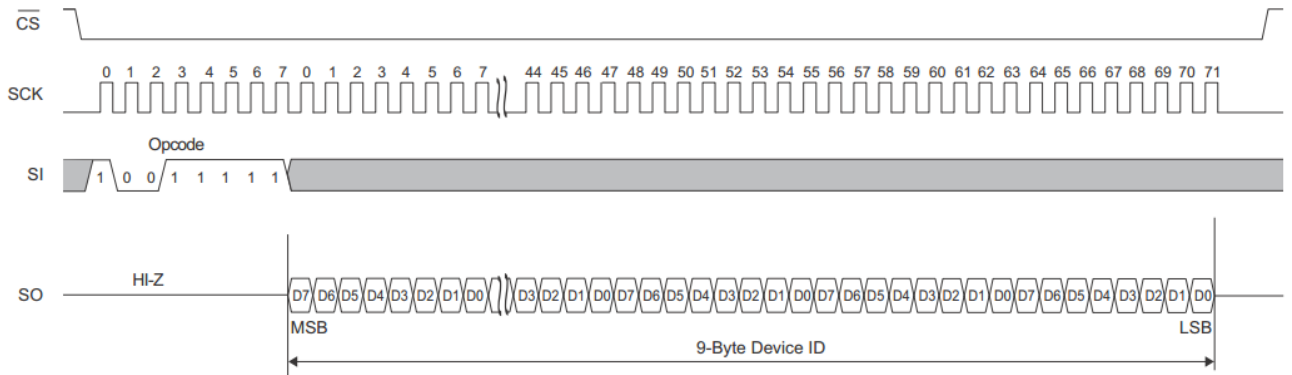 CS
0 1 2 3 4 5 6 7 0 1 2 3 4 5 6 7 44 45 46 47 48 49 50 51 52 53 54 55 56 57 58 59 60 61 62 63 64 65 66 67 68 69 70 71
SCK
Opcode
SI 1 0 0 1 1 1 1 1
HI-Z
SO D7 D6 D5 D4 D3 D2 D1 D0 D3 D2 D1 D0 D7 D6 D5 D4 D3 D2 D1 D0 D7 D6 D5 D4 D3 D2 D1 D0 D7 D6 D5 D4 D3 D2 D1 D0
MSB LSB
9-Byte Device ID